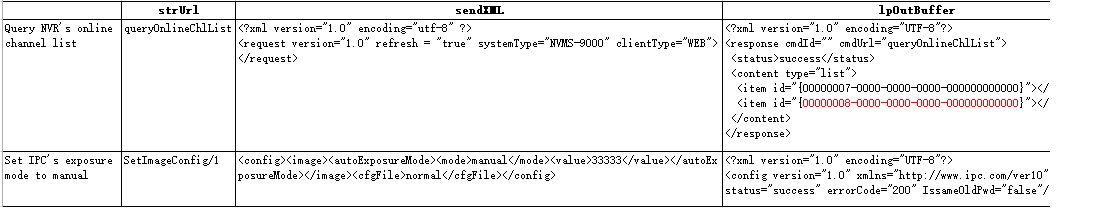 strUrl sendXML lpOutBuffer
Query NVR's online channel list
queryOnlineChlList
<?xml version="1.0" encoding="utf-8" ?>
<request version="1.0" refresh = "true" systemType="NVMS-9000" clientType="WEB">
</request>
<?xml version="1.0" encoding="UTF-8"?>
<response cmdId="" cmdUrl="queryOnlineChlList">
<status>success</status>
<content type="list">
<item id="{00000007-0000-0000-0000-000000000000}"></
<item id="{00000008-0000-0000-0000-000000000000}"></
</content>
</response>
Set IPC's exposure
mode to manual
SetImageConfig/1
<config><image><autoExposureMode><mode>manual</mode><value>33333</value></autoEx
posureMode></image><cfgFile>normal</cfgFile></config>
<?xml version="1.0" encoding="UTF-8"?>
<config version="1.0" xmlns="http://www.ipc.com/ver10"
status="success" errorCode="200" IssameOldPwd="false"/